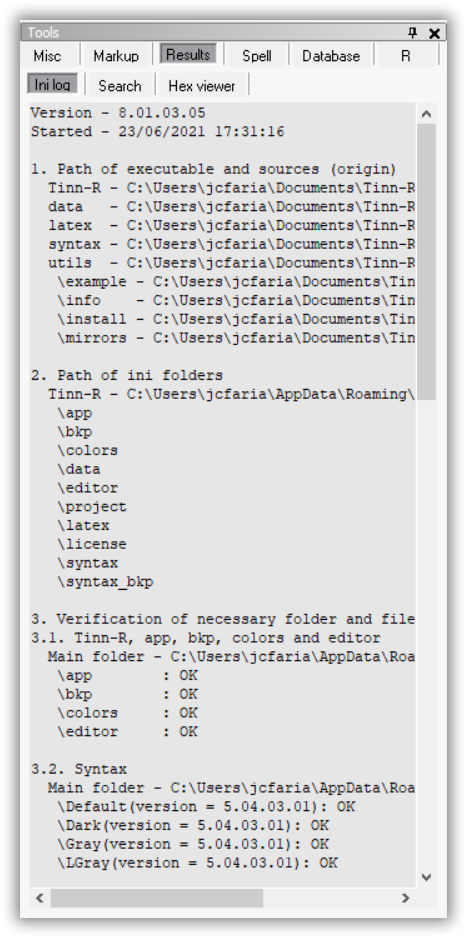 Tools
Misc Markup Results Spell Database R
Ini log Search Hex viewer
Version - 8.01.03.05
Started - 23/06/2021 17:31:16
1. Path of executable and sources (origin)
Tinn-R - C:\Users\jcfaria\Documents\Tinn-R
data   - C:\Users\jcfaria\Documents\Tinn-R
latex  - C:\Users\jcfaria\Documents\Tinn-R
syntax - C:\Users\jcfaria\Documents\Tinn-R
utils  - C:\Users\jcfaria\Documents\Tinn-R
\example - C:\Users\jcfaria\Documents\Tin
\info    - C:\Users\jcfaria\Documents\Tin
\install - C:\Users\jcfaria\Documents\Tin
\mirrors - C:\Users\jcfaria\Documents\Tin
2. Path of ini folders
Tinn-R - C:\Users\jcfaria\AppData\Roaming\
\app
\bkp
\colors
\data
\editor
\project
\latex
\license
\syntax
\syntax_bkp
3. Verification of necessary folder and file
3.1. Tinn-R, app, bkp, colors and editor
Main folder - C:\Users\jcfaria\AppData\Roa
\app       : OK
\bkp       : OK
\colors    : OK
\editor    : OK
3.2. Syntax
Main folder - C:\Users\jcfaria\AppData\Roa
\Default(version = 5.04.03.01): OK
\Dark(version = 5.04.03.01): OK
\Gray(version = 5.04.03.01): OK
\LGray(version = 5.04.03.01): OK